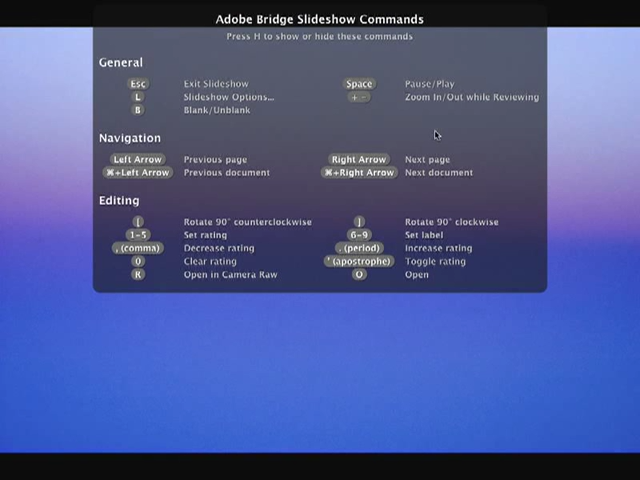 Adobe Bridge Slideshow Commands
Press H to show or hide these commands
General
Esc Exit Slideshow Space Pause/Play
L Slideshow Options... + - Zoom In/Out while Reviewing
B Blank/Unblank
Navigation
Left Arrow Previous page Right Arrow Next page
⌘+Left Arrow Previous document ⌘+Right Arrow Next document
Editing
[ Rotate 90° counterclockwise ] Rotate 90° clockwise
1-5 Set rating 6-9 Set label
, (comma) Decrease rating . (period) Increase rating
0 Clear rating ' (apostrophe) Toggle rating
R Open in Camera Raw O Open